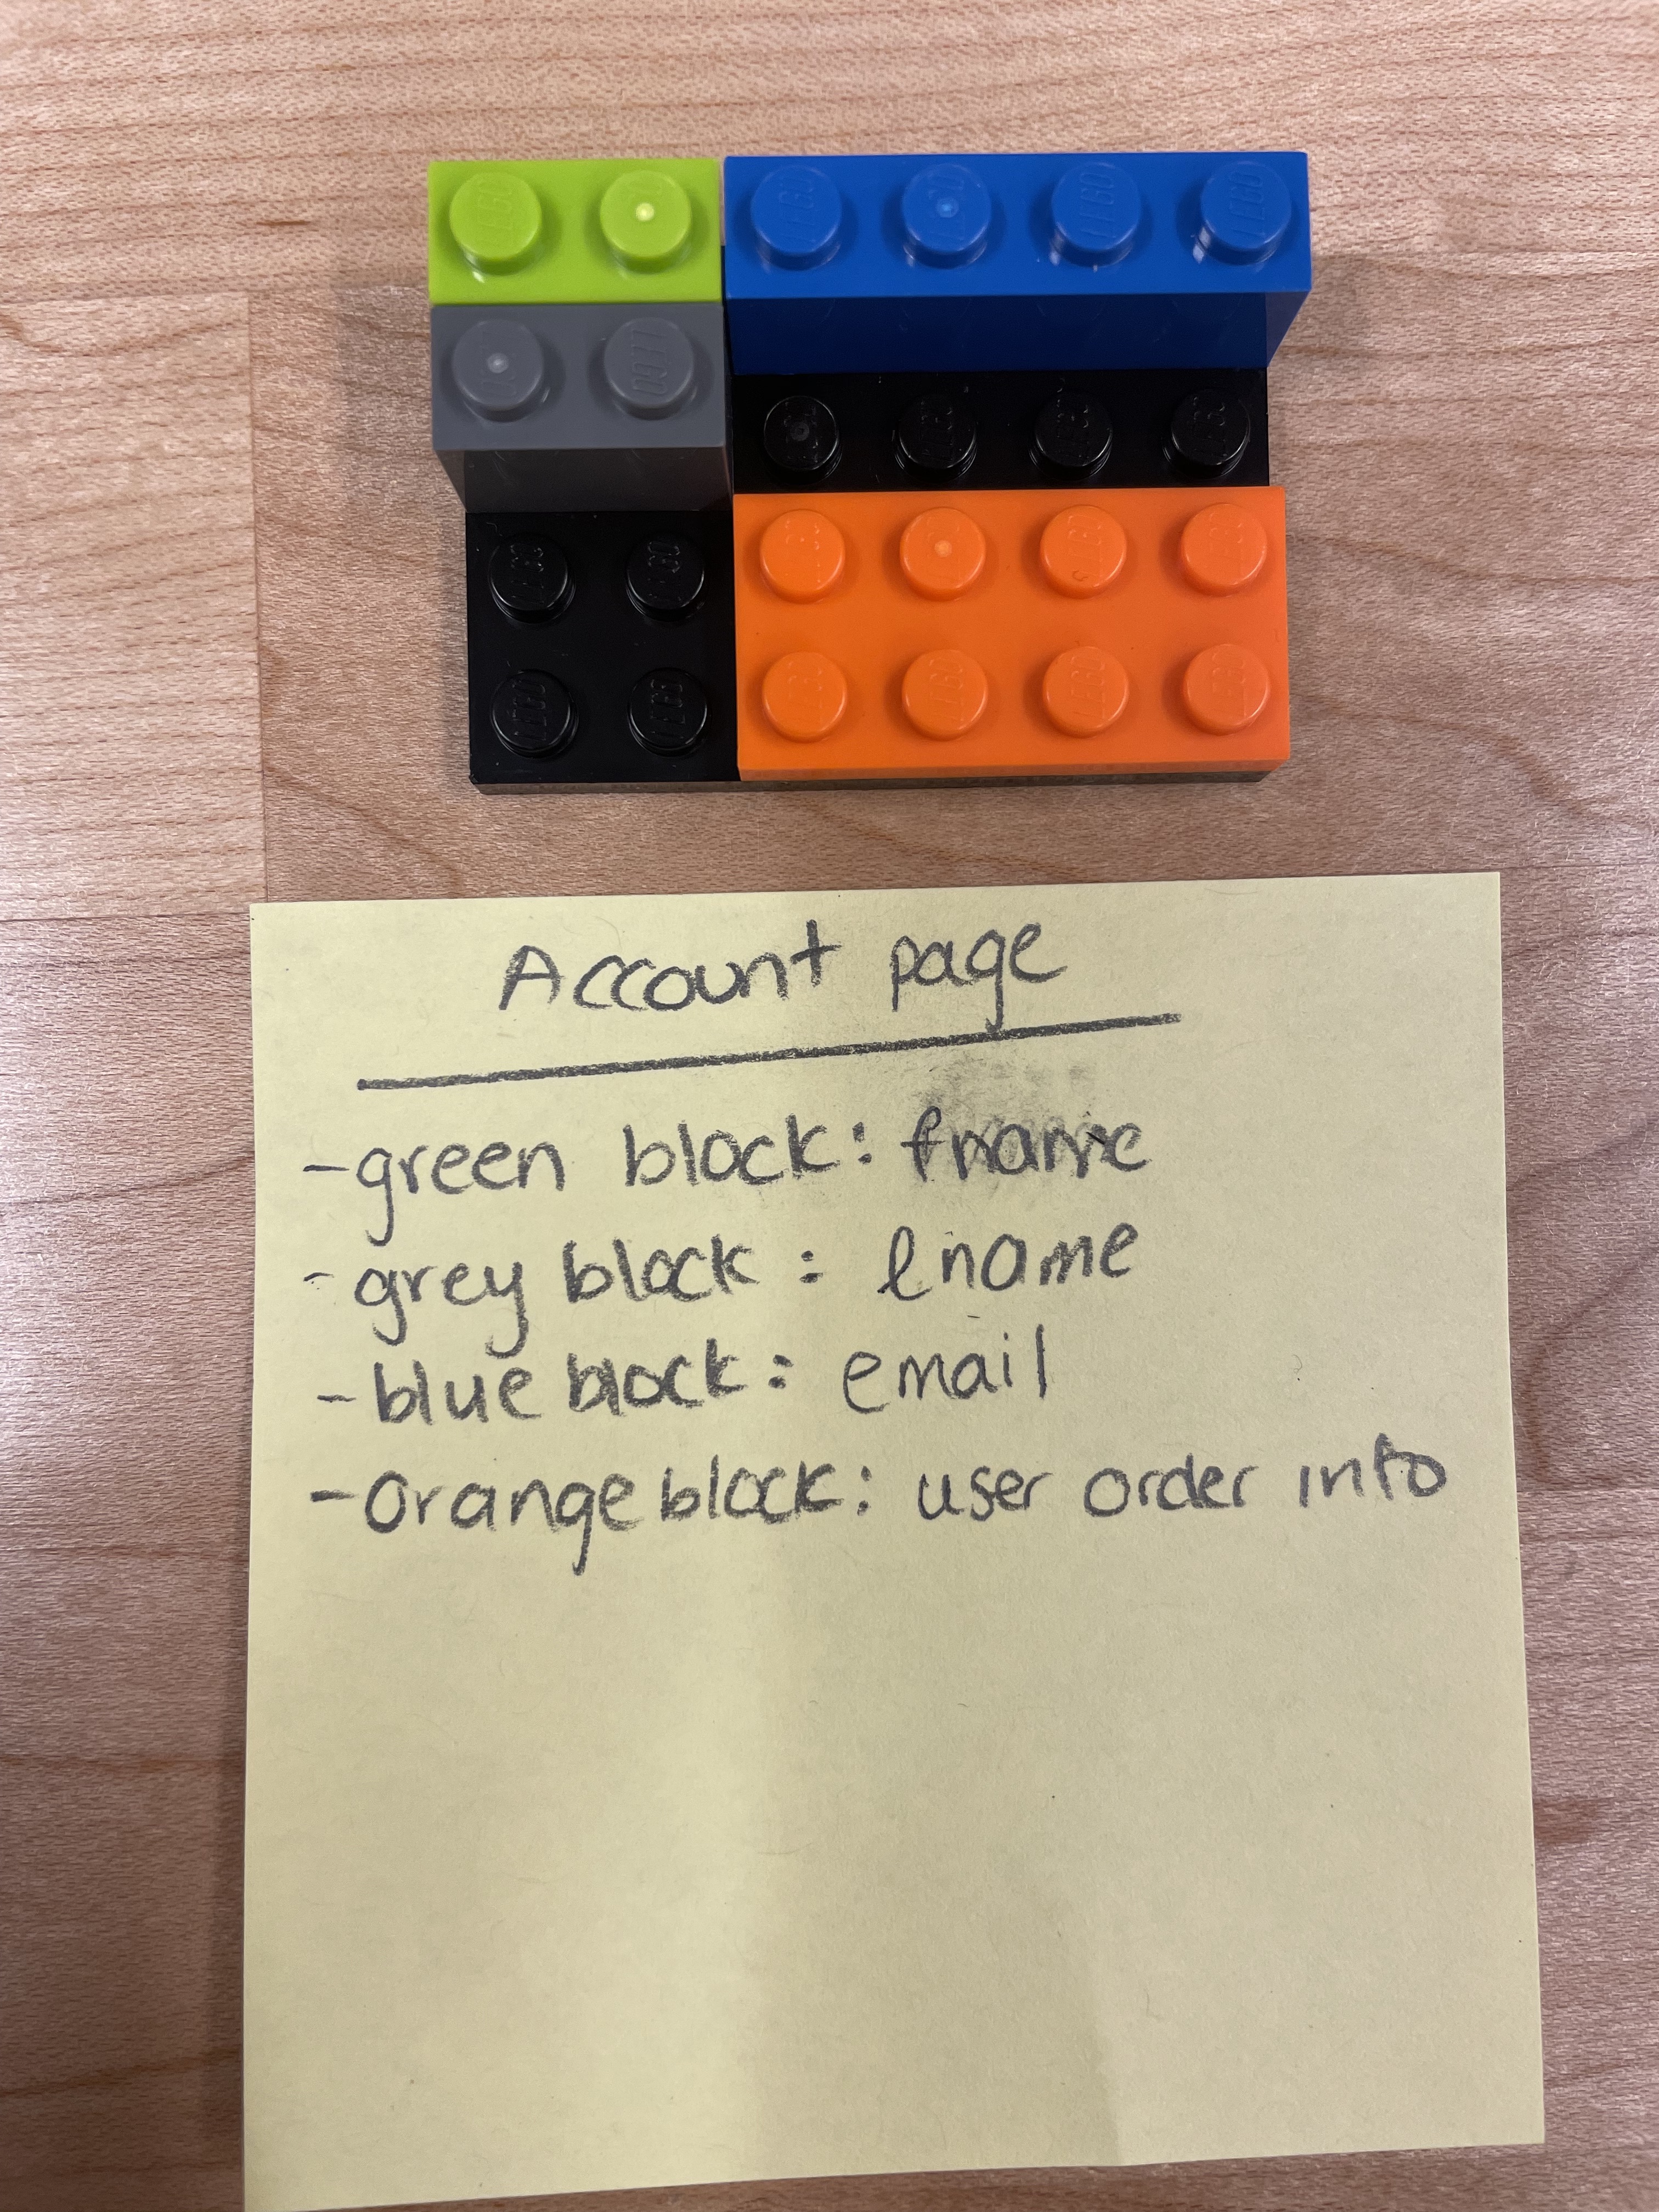 Account page
-green block: fname
-grey block: lname
-blue block: email
-Orange block: user order info